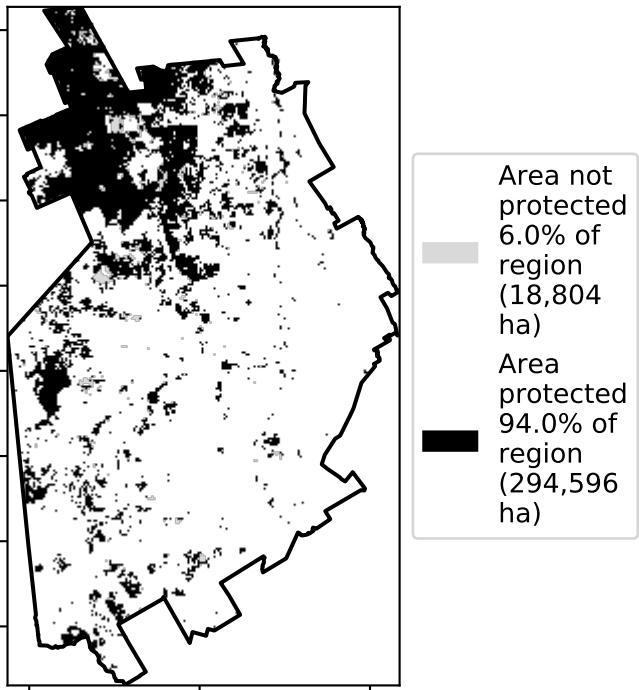 Area not
protected
6.0% of
region
(18,804
ha)
Area
protected
94.0% of
region
(294,596
ha)